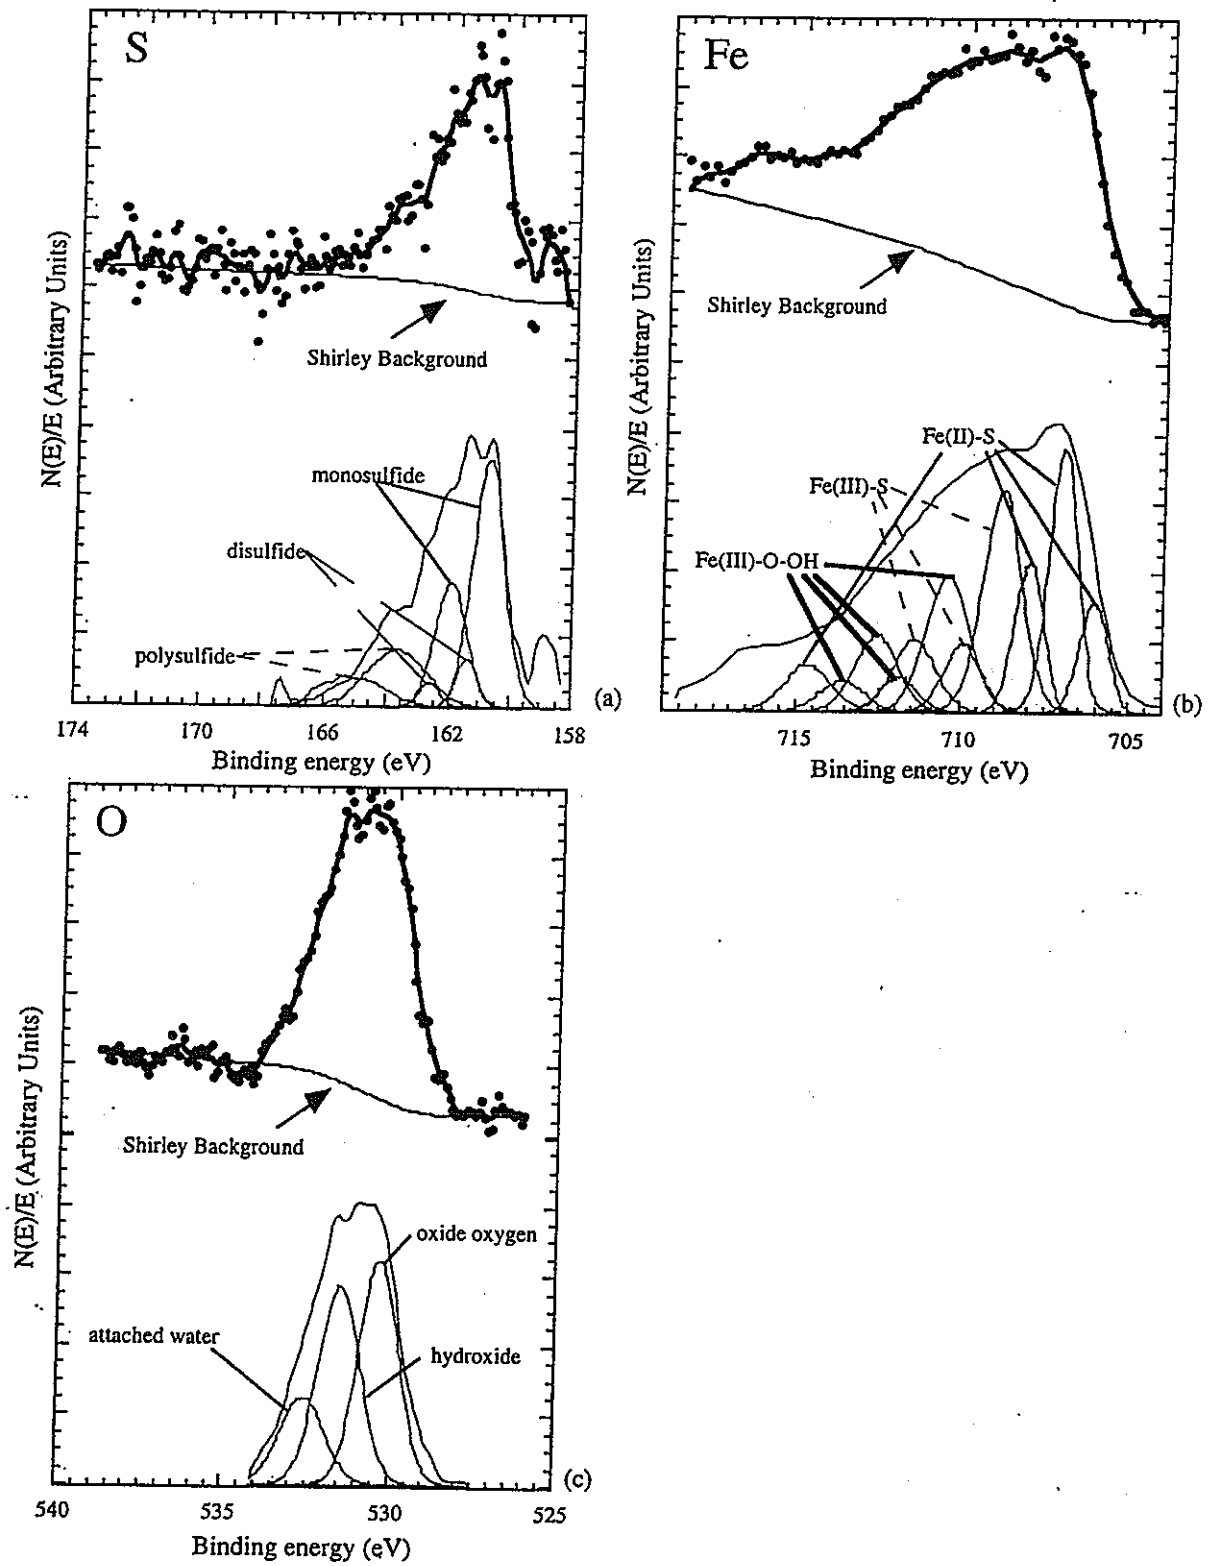 S
N(E)/E (Arbitrary Units)
Shirley Background
monosulfide
disulfide
polysulfide
(a)
174 170 166 162 158
Binding energy (eV)
Fe
N(E)/E (Arbitrary Units)
Shirley Background
Fe(II)-S
Fe(III)-S
Fe(III)-O-OH
(b)
715 710 705
Binding energy (eV)
O
N(E)/E (Arbitrary Units)
Shirley Background
oxide oxygen
attached water
hydroxide
(c)
540 535 530 525
Binding energy (eV)